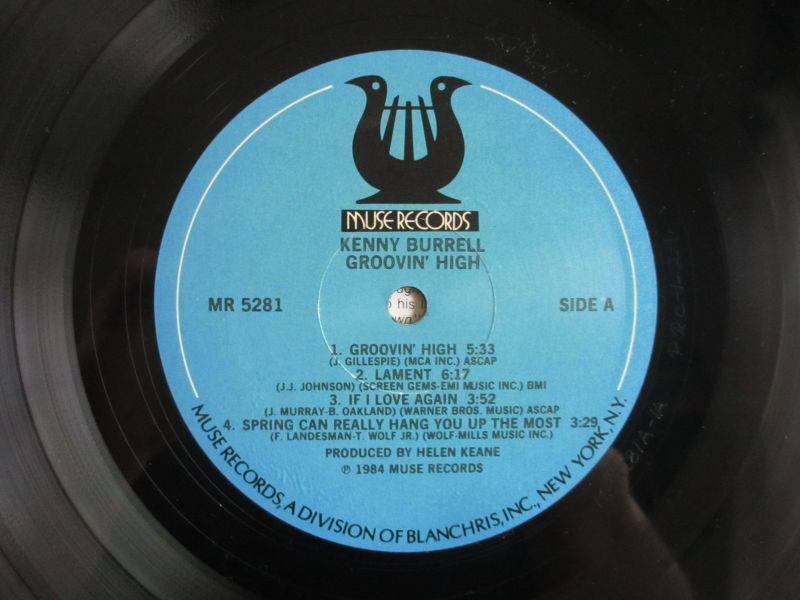 MUSE RECORDS
KENNY BURRELL
GROOVIN' HIGH
MR 5281
SIDE A
his
1. GROOVIN' HIGH 5:33
(J. GILLESPIE) (MCA INC.) ASCAP
2. LAMENT 6:17
(J.J. JOHNSON) (SCREEN GEMS-EMI MUSIC INC.) BMI
3. IF I LOVE AGAIN 3:52
(J. MURRAY-B. OAKLAND) (WARNER BROS. MUSIC) ASCAP
4. SPRING CAN REALLY HANG YOU UP THE MOST 3:29
(F. LANDESMAN-T. WOLF JR.) (WOLF-MILLS MUSIC INC.)
PRODUCED BY HELEN KEANE
℗ 1984 MUSE RECORDS
MUSE RECORDS, A DIVISION OF BLANCHRIS, INC., NEW YORK, N.Y.